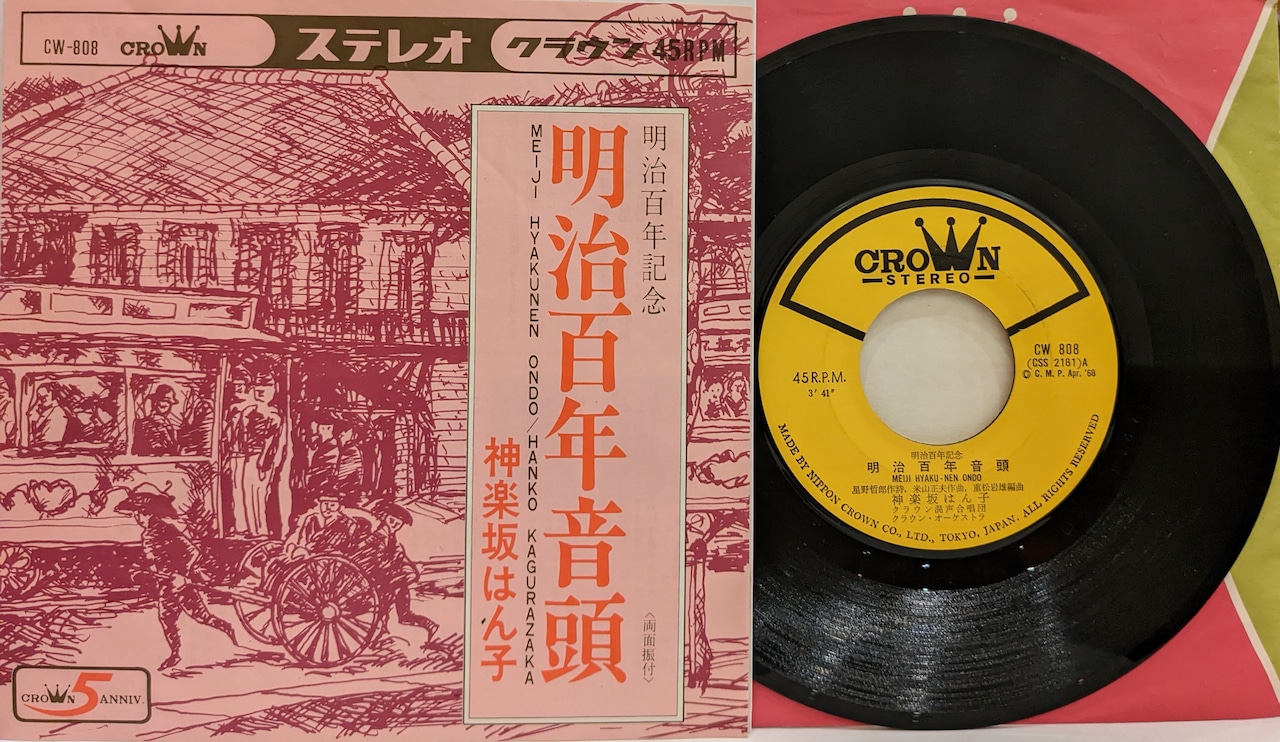 CW-808 CROWN ステレオ クラウン 45RPM
明治百年記念
明治百年音頭
MEIJI HYAKUNEN ONDO/HANKO KAGURAZAKA
神楽坂はん子
〈両面振付〉
CROWN 5 ANNIV.
CROWN
STEREO
CW 808
(CSS 2181)A
Ⓒ C. M. P. Apr. '68
45 R.P.M.
3' 41"
明治百年記念
明治百年音頭
MEIJI HYAKU-NEN ONDO
星野哲郎作詩、米山正夫作曲、重松岩雄編曲
神楽坂はん子
クラウン混声合唱団
クラウン・オーケストラ
MADE BY NIPPON CROWN CO., LTD., TOKYO, JAPAN. ALL RIGHTS RESERVED